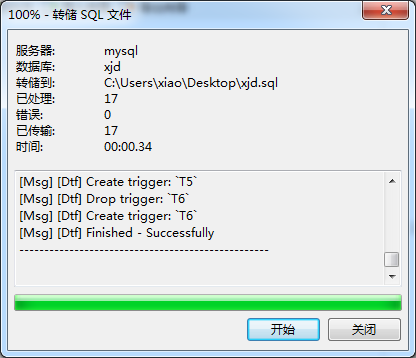 100% - 转储 SQL 文件
服务器: mysql
数据库: xjd
转储到: C:\Users\xiao\Desktop\xjd.sql
已处理: 17
错误: 0
已传输: 17
时间: 00:00.34
[Msg] [Dtf] Create trigger: `T5`
[Msg] [Dtf] Drop trigger: `T6`
[Msg] [Dtf] Create trigger: `T6`
[Msg] [Dtf] Finished - Successfully
--------------------------------------------------
开始 关闭